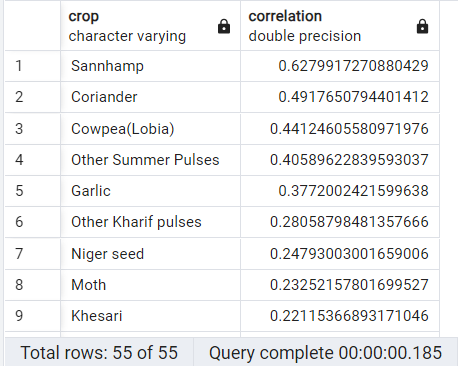 crop correlation
character varying double precision
1 Sannhamp 0.6279917270880429
2 Coriander 0.4917650794401412
3 Cowpea(Lobia) 0.44124605580971976
4 Other Summer Pulses 0.40589622839593037
5 Garlic 0.3772002421599638
6 Other Kharif pulses 0.28058798481357666
7 Niger seed 0.24793003001659006
8 Moth 0.23252157801699527
9 Khesari 0.22115366893171046
Total rows: 55 of 55 Query complete 00:00:00.185